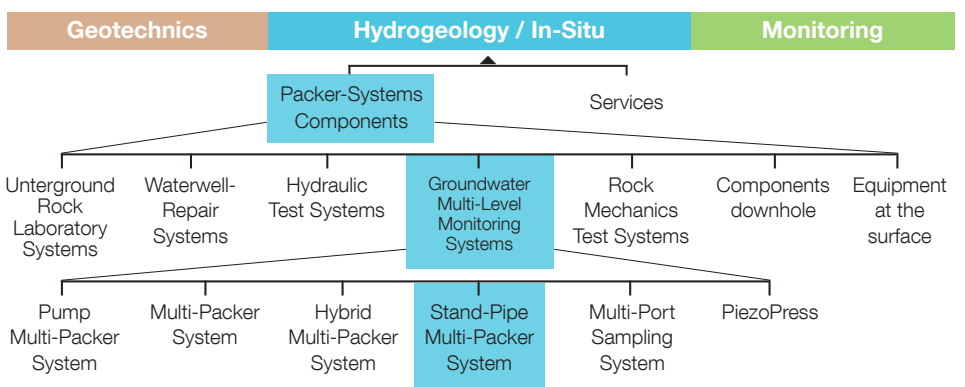 Geotechnics
Hydrogeology / In-Situ
Monitoring
Packer-Systems
Components
Services
Unterground
Rock
Laboratory
Systems
Waterwell-
Repair
Systems
Hydraulic
Test Systems
Groundwater
Multi-Level
Monitoring
Systems
Rock
Mechanics
Test Systems
Components
downhole
Equipment
at the
surface
Pump
Multi-Packer
System
Multi-Packer
System
Hybrid
Multi-Packer
System
Stand-Pipe
Multi-Packer
System
Multi-Port
Sampling
System
PiezoPress